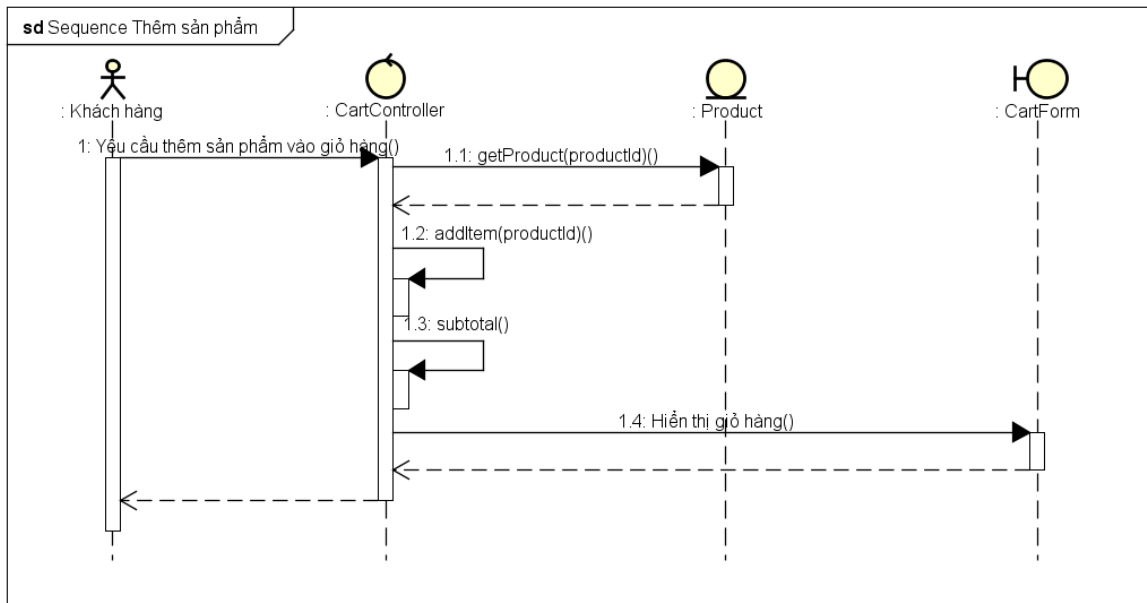 sd Sequence Thêm sản phẩm
: Khách hàng
: CartController
: Product
: CartForm
1: Yêu cầu thêm sản phẩm vào giỏ hàng()
1.1: getProduct(productId)()
1.2: addItem(productId)()
1.3: subtotal()
1.4: Hiển thị giỏ hàng()